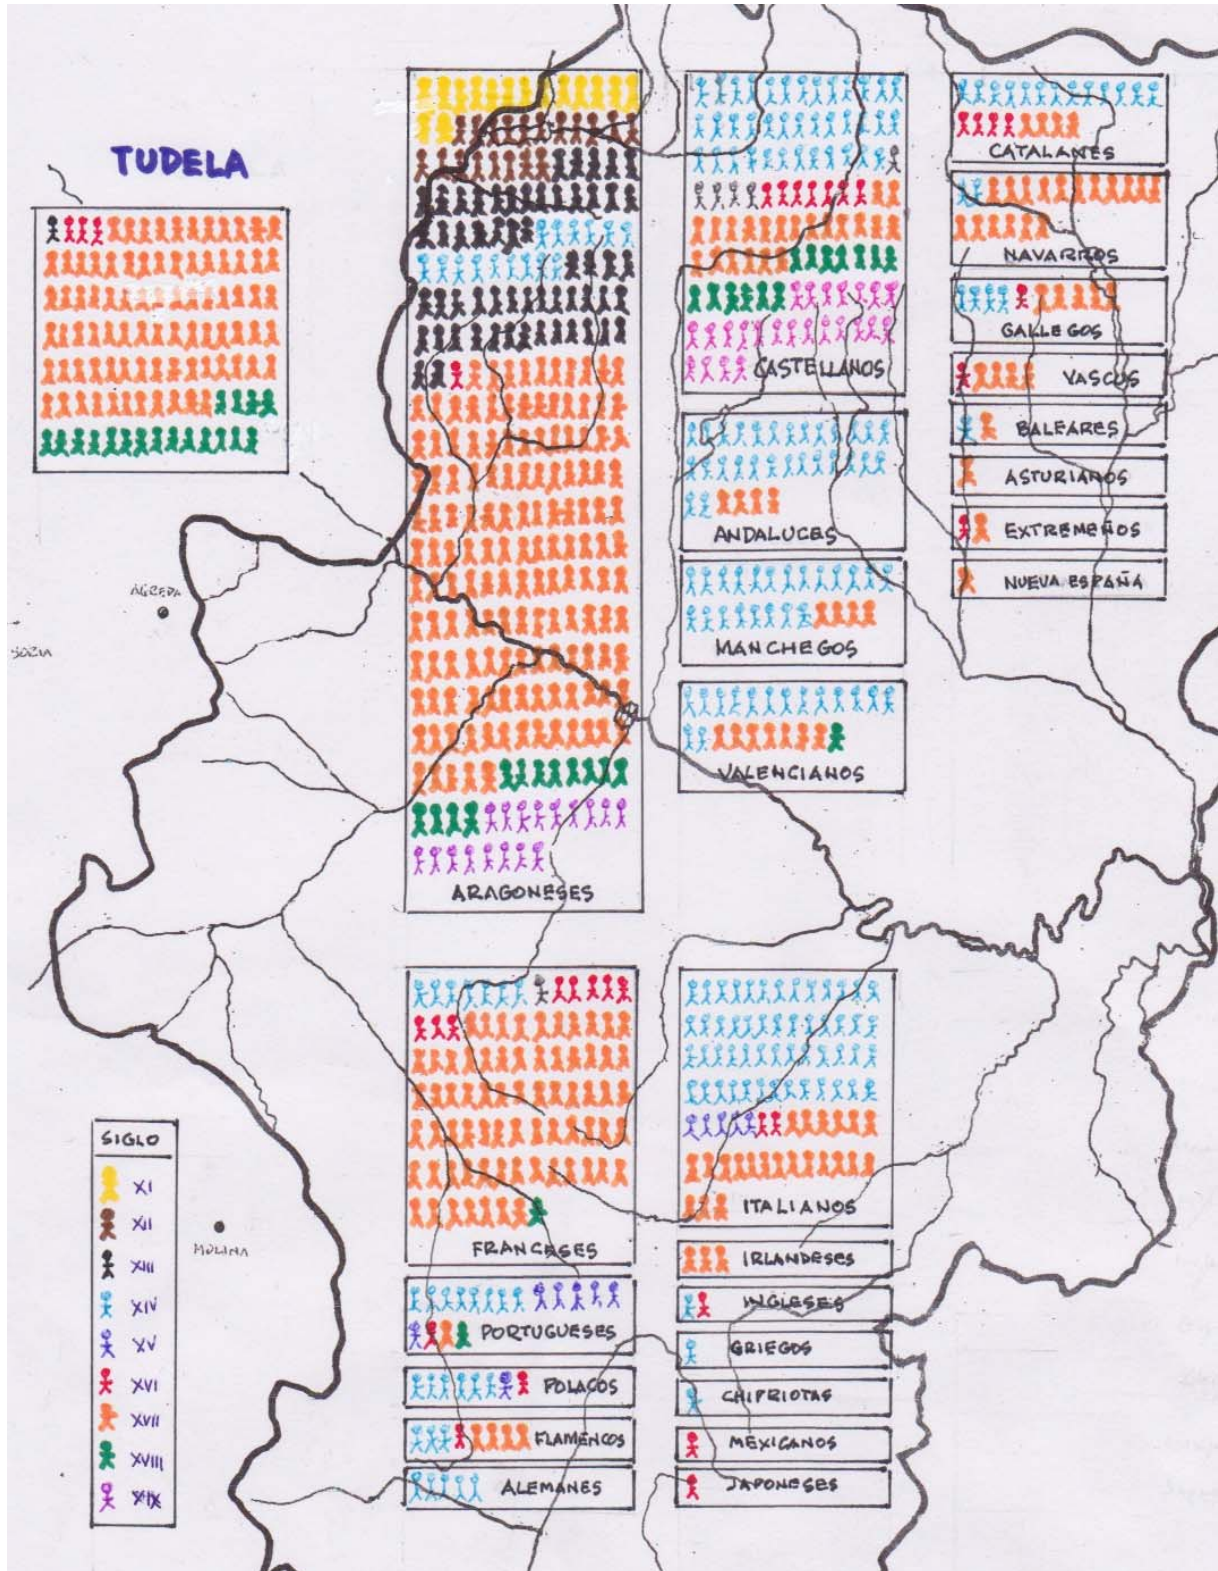 TUDELA
ARAGONESES
CASTELLANOS
ANDALUCES
MANCHEGOS
VALENCIANOS
CATALANES
NAVARROS
GALLEGOS
VASCOS
BALEARES
ASTURIANOS
EXTREMEÑOS
NUEVA ESPAÑA
AGREDA
SORIA
FRANCESES
PORTUGUESES
POLACOS
FLAMENCOS
ALEMANES
ITALIANOS
IRLANDESES
INGLESES
GRIEGOS
CHIPRIOTAS
MEXICANOS
JAPONESES
SIGLO
XI
XII
XIII
XIV
XV
XVI
XVII
XVIII
XIX
MOLINA